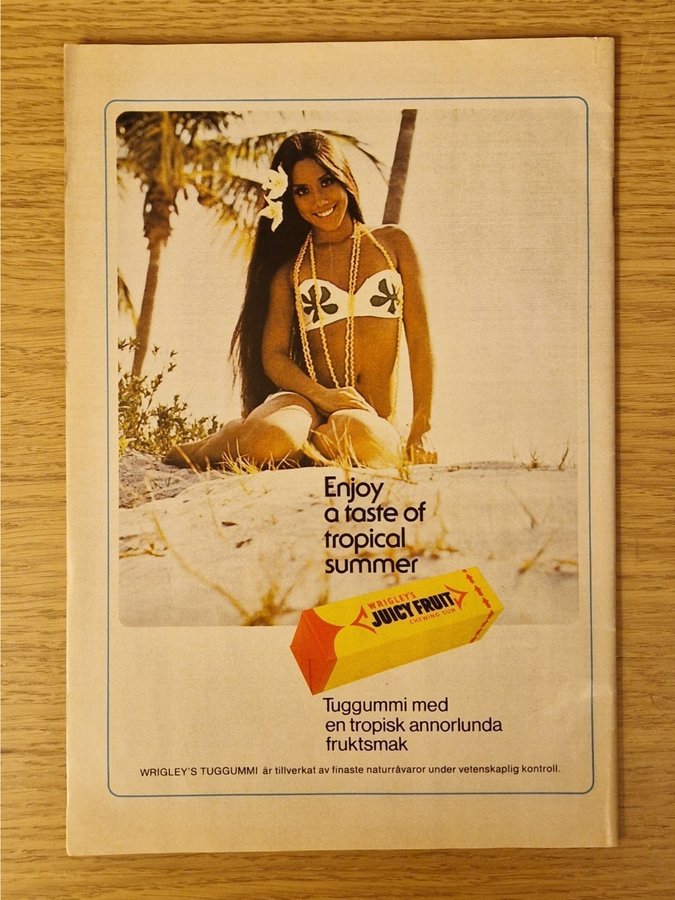 Enjoy
a taste of
tropical
summer
WRIGLEY'S
JUICY FRUIT
CHEWING GUM
Tuggummi med
en tropisk annorlunda
fruktsmak
WRIGLEY'S TUGGUMMI är tillverkat av finaste naturråvaror under vetenskaplig kontroll.